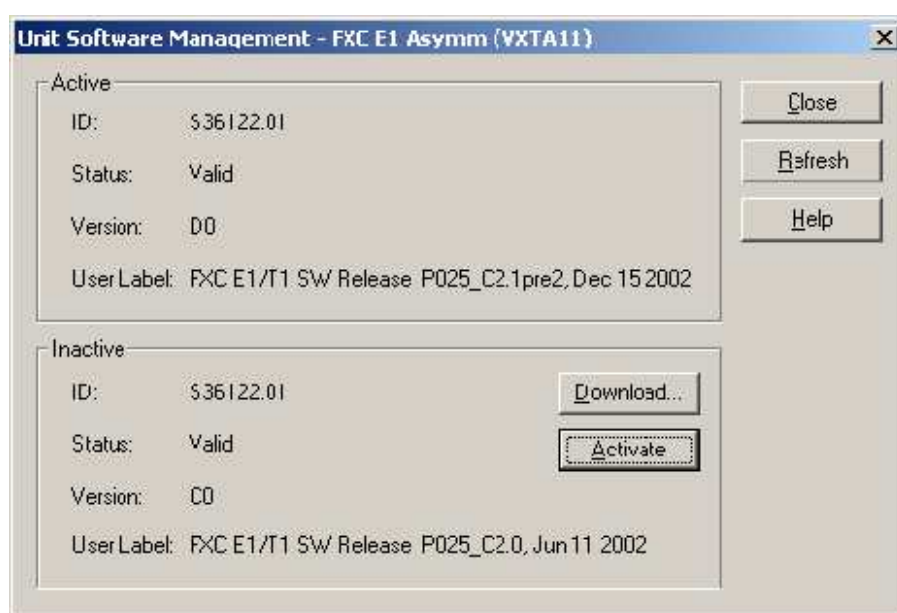 Unit Software Management - FXC E1 Asymm (VXTA11)
Active
ID: S36122.01
Status: Valid
Version: D0
User Label: FXC E1/T1 SW Release P025_C2.1pre2, Dec 15 2002
Close
Refresh
Help
Inactive
ID: S36122.01
Status: Valid
Version: C0
User Label: FXC E1/T1 SW Release P025_C2.0, Jun 11 2002
Download...
Activate